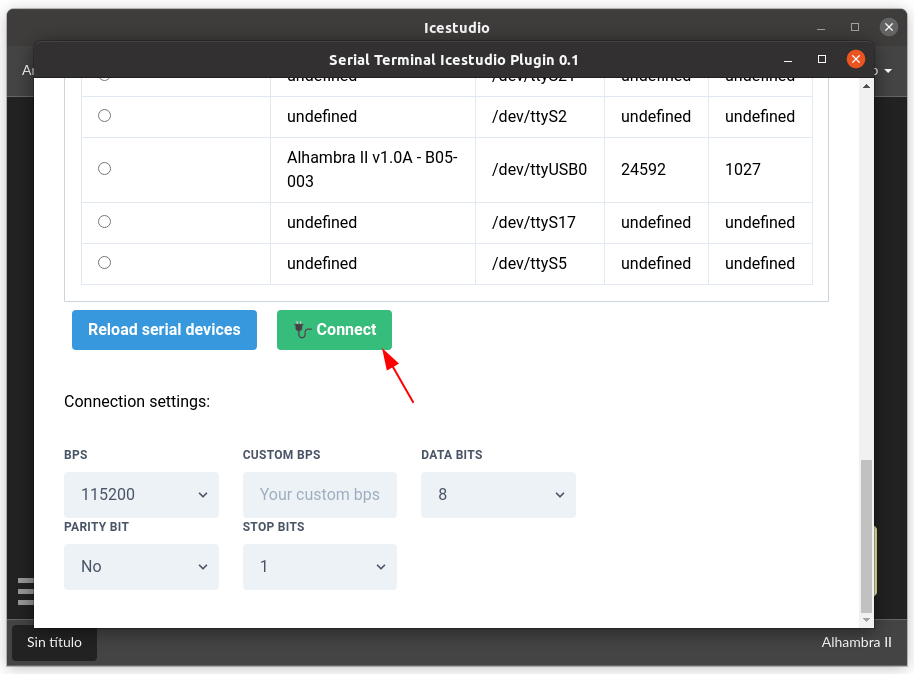 Icestudio
Serial Terminal Icestudio Plugin 0.1
undefined /dev/ttyS21 undefined undefined
undefined /dev/ttyS2 undefined undefined
Alhambra II v1.0A - B05-
003 /dev/ttyUSB0 24592 1027
undefined /dev/ttyS17 undefined undefined
undefined /dev/ttyS5 undefined undefined
Reload serial devices Connect
Connection settings:
BPS CUSTOM BPS DATA BITS
115200 Your custom bps 8
PARITY BIT STOP BITS
No 1
Sin título Alhambra II